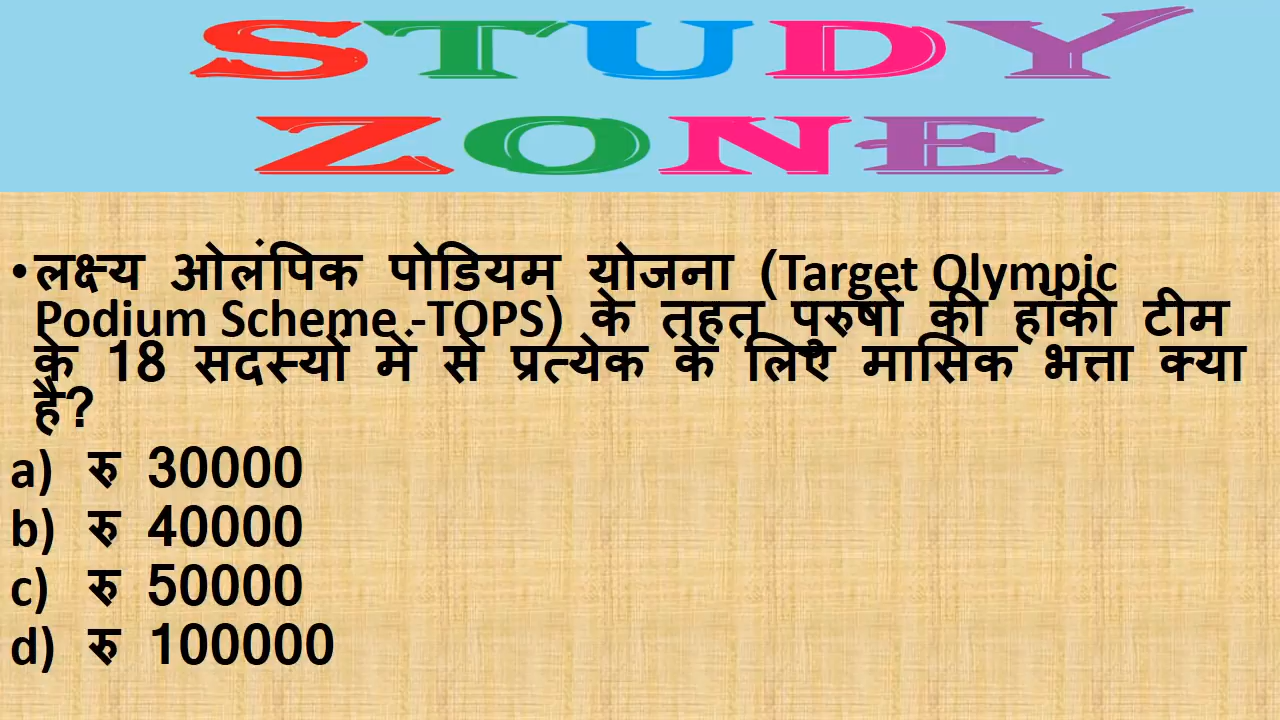 STUDY
ZONE
•लक्ष्य ओलंपिक पोडियम योजना (Target Olympic
Podium Scheme -TOPS) के तहत पुरुषों की हॉकी टीम
के 18 सदस्यों में से प्रत्येक के लिए मासिक भत्ता क्या
है?
a) रु 30000
b) रु 40000
c) रु 50000
d) रु 100000